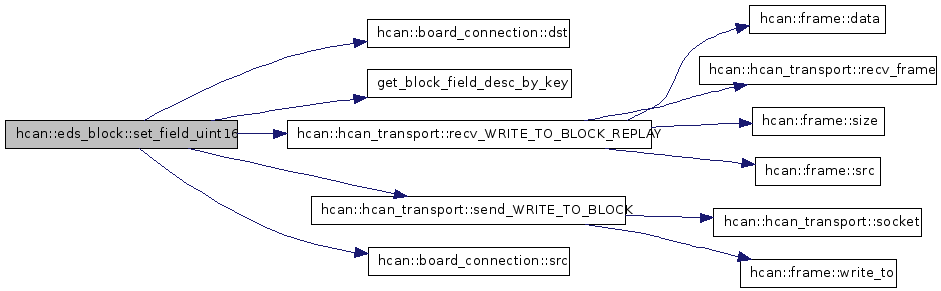 hcan::eds_block::set_field_uint16
hcan::board_connection::dst
get_block_field_desc_by_key
hcan::hcan_transport::recv_WRITE_TO_BLOCK_REPLAY
hcan::hcan_transport::send_WRITE_TO_BLOCK
hcan::board_connection::src
hcan::frame::data
hcan::hcan_transport::recv_frame
hcan::frame::size
hcan::frame::src
hcan::hcan_transport::socket
hcan::frame::write_to